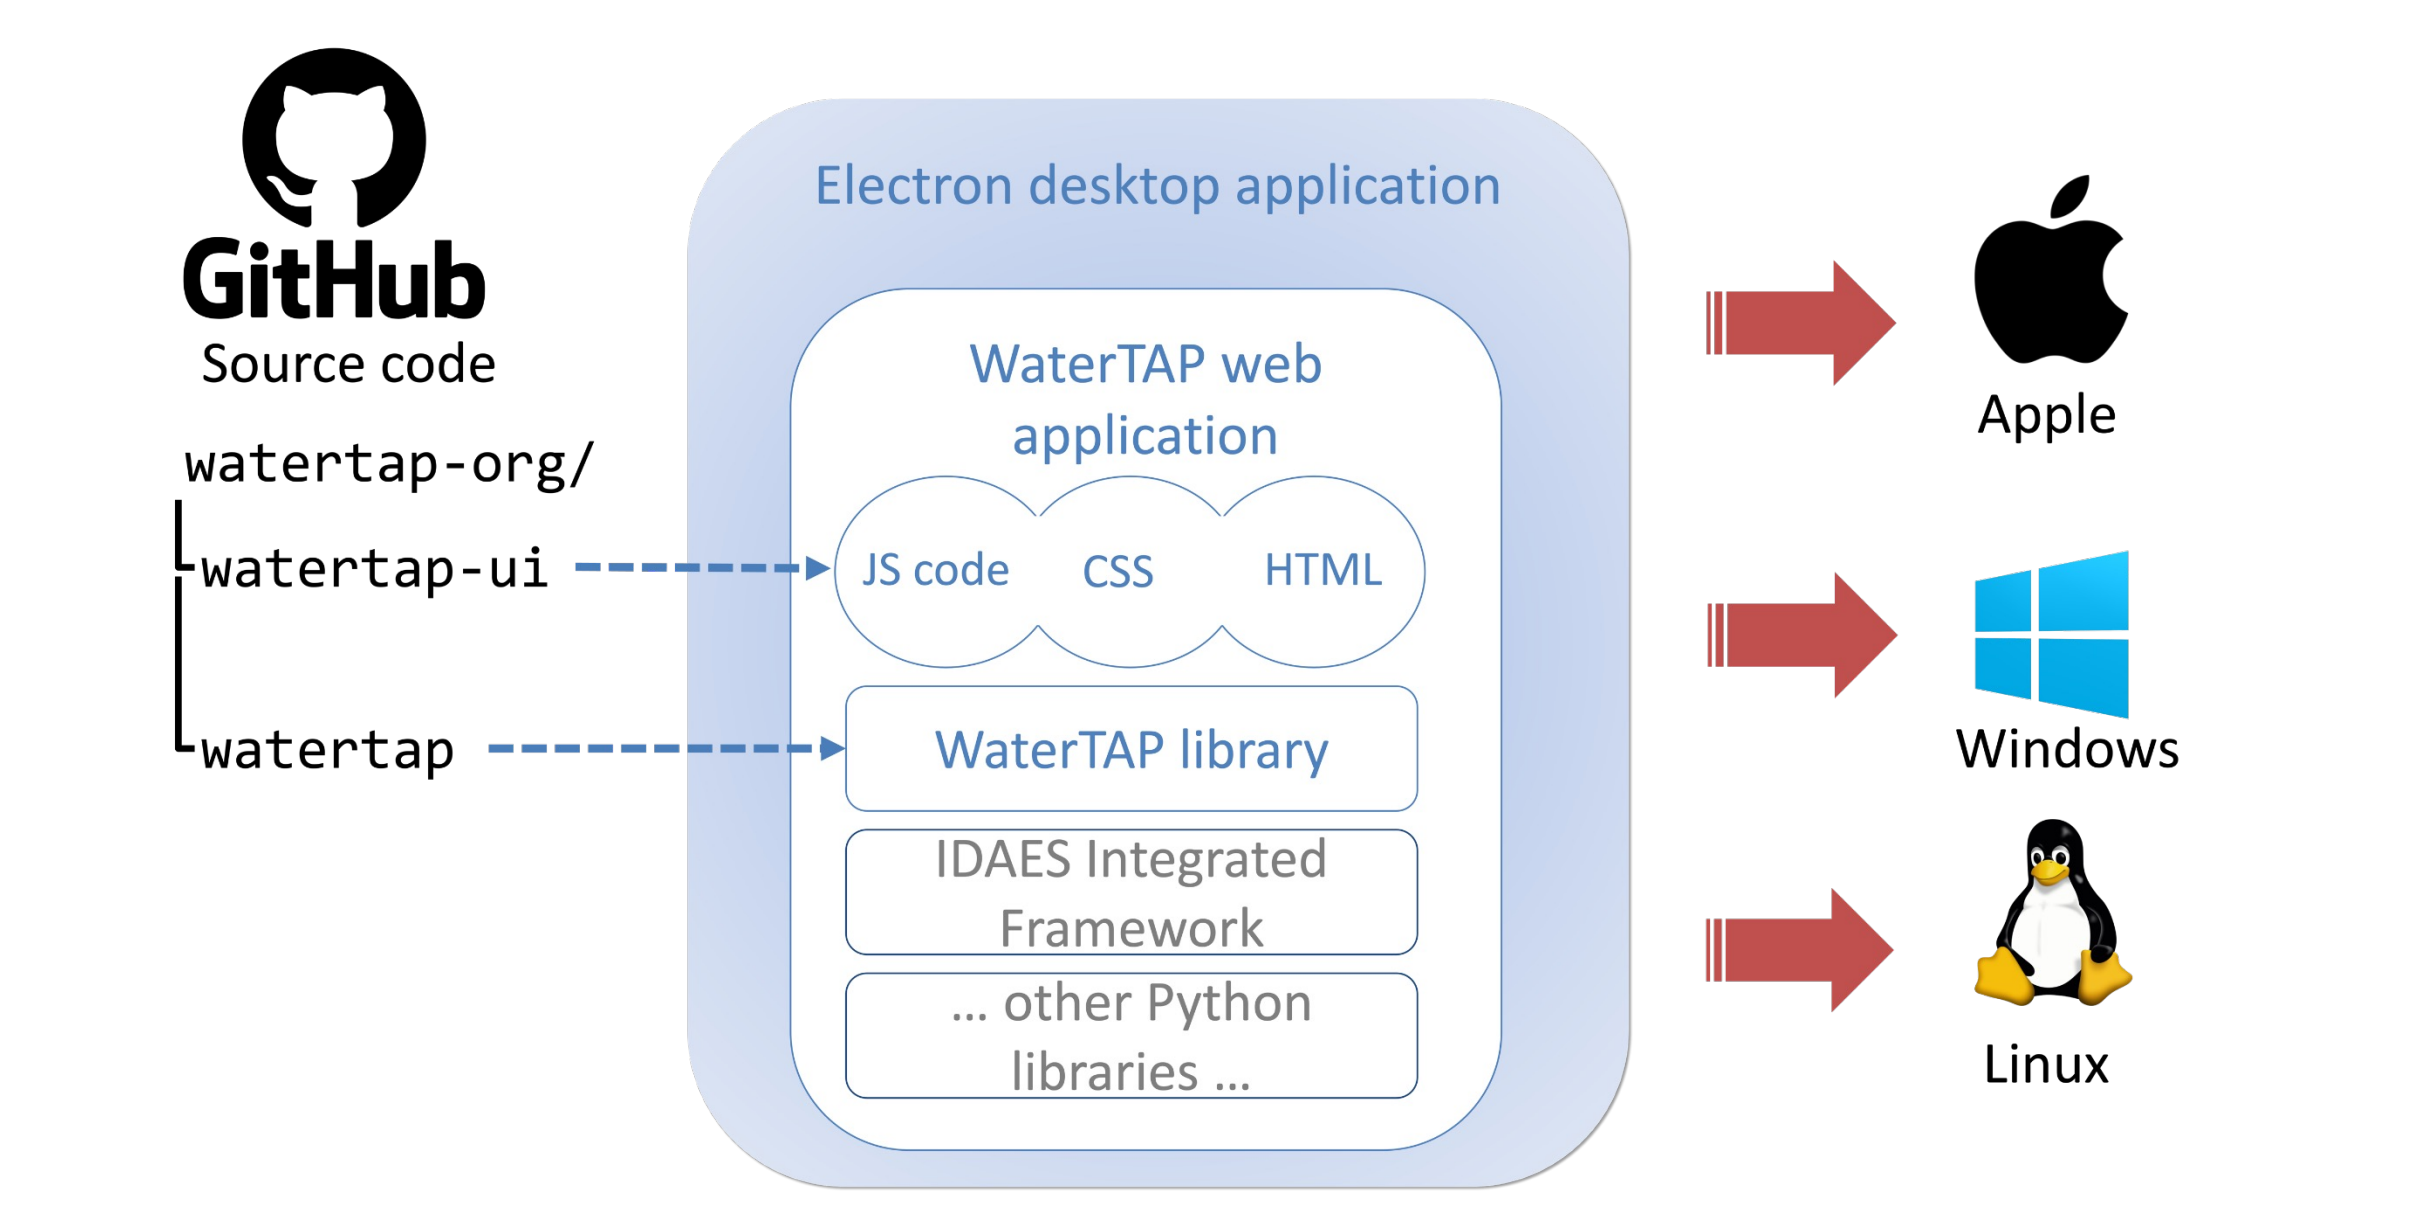 GitHub
Source code
watertap-org/
watertap-ui
watertap
Electron desktop application
WaterTAP web
application
JS code
CSS
HTML
WaterTAP library
IDAES Integrated
Framework
... other Python
libraries ...
Apple
Windows
Linux